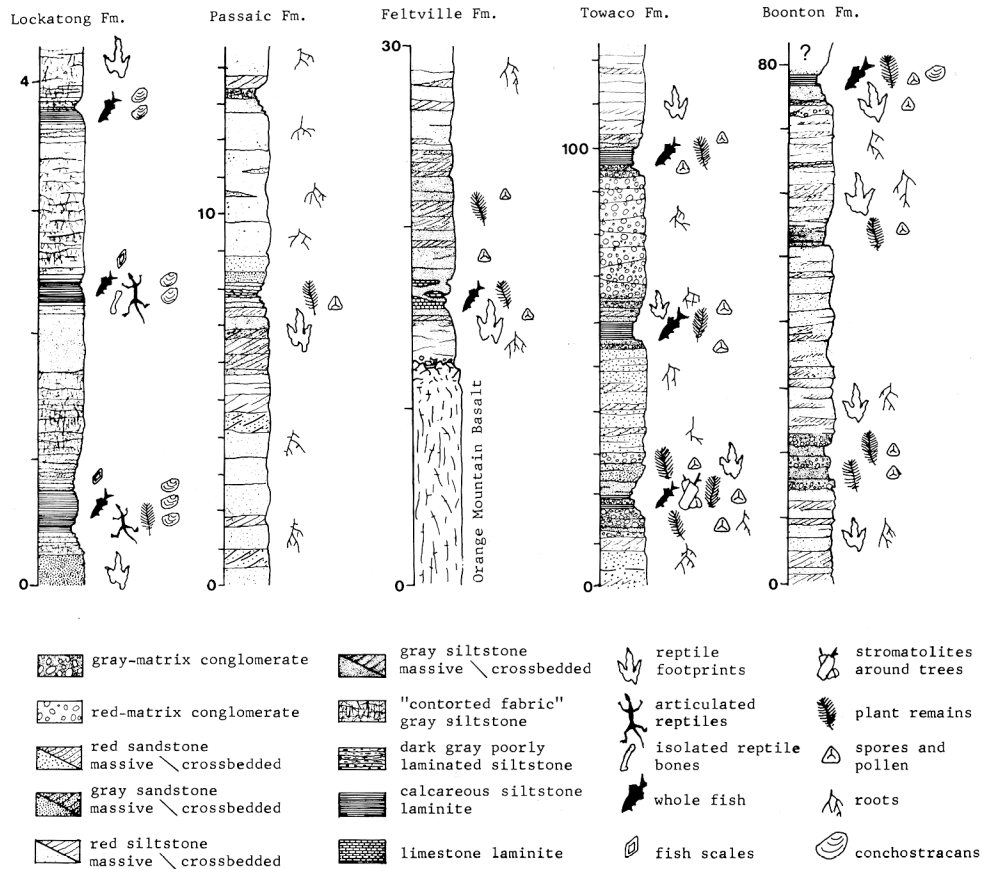 Lockatong Fm.
Passaic Fm.
Feltville Fm.
Towaco Fm.
Boonton Fm.
4
0
10
0
30
0
Orange Mountain Basalt
100
0
?
80
0
gray-matrix conglomerate
red-matrix conglomerate
red sandstone
massive \ crossbedded
gray sandstone
massive \ crossbedded
red siltstone
massive \ crossbedded
gray siltstone
massive \ crossbedded
"contorted fabric"
gray siltstone
dark gray poorly
laminated siltstone
calcareous siltstone
laminite
limestone laminite
reptile
footprints
articulated
reptiles
isolated reptile
bones
whole fish
fish scales
stromatolites
around trees
plant remains
spores and
pollen
roots
conchostracans